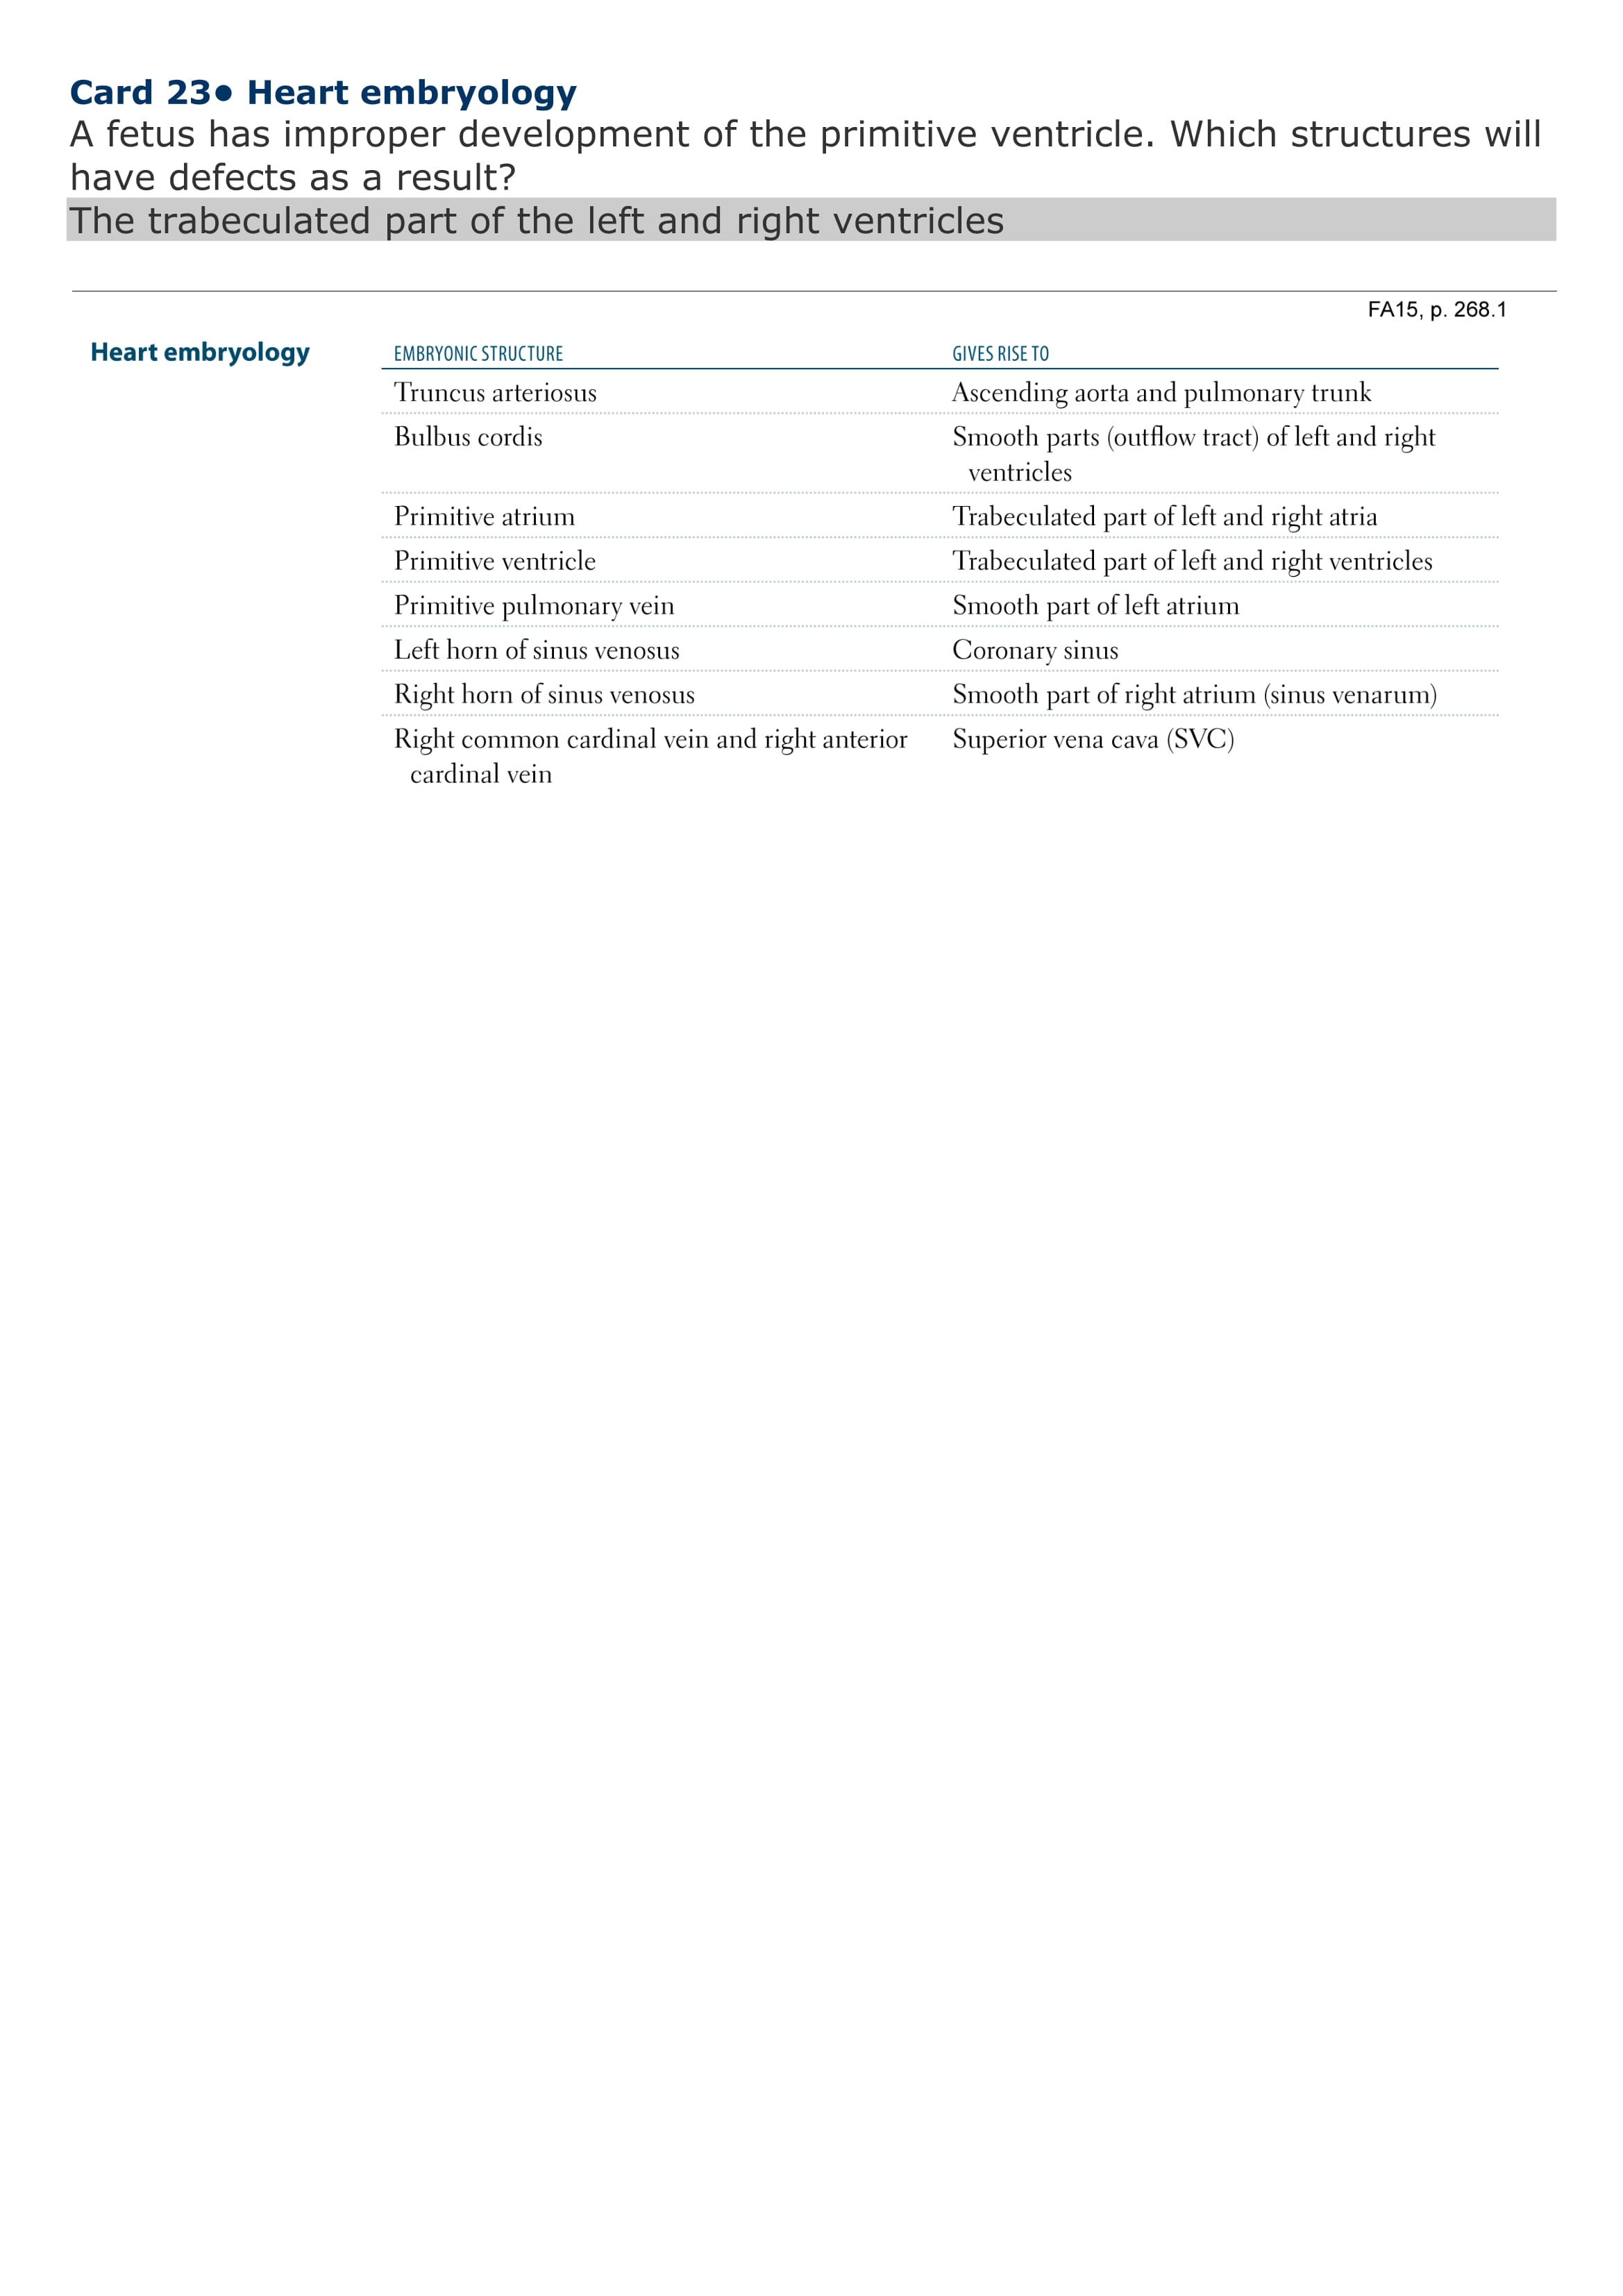 Card 23● Heart embryology
A fetus has improper development of the primitive ventricle. Which structures will
have defects as a result?
The trabeculated part of the left and right ventricles
FA15, p. 268.1
Heart embryology
EMBRYONIC STRUCTURE GIVES RISE TO
Truncus arteriosus Ascending aorta and pulmonary trunk
Bulbus cordis Smooth parts (outflow tract) of left and right
ventricles
Primitive atrium Trabeculated part of left and right atria
Primitive ventricle Trabeculated part of left and right ventricles
Primitive pulmonary vein Smooth part of left atrium
Left horn of sinus venosus Coronary sinus
Right horn of sinus venosus Smooth part of right atrium (sinus venarum)
Right common cardinal vein and right anterior Superior vena cava (SVC)
cardinal vein